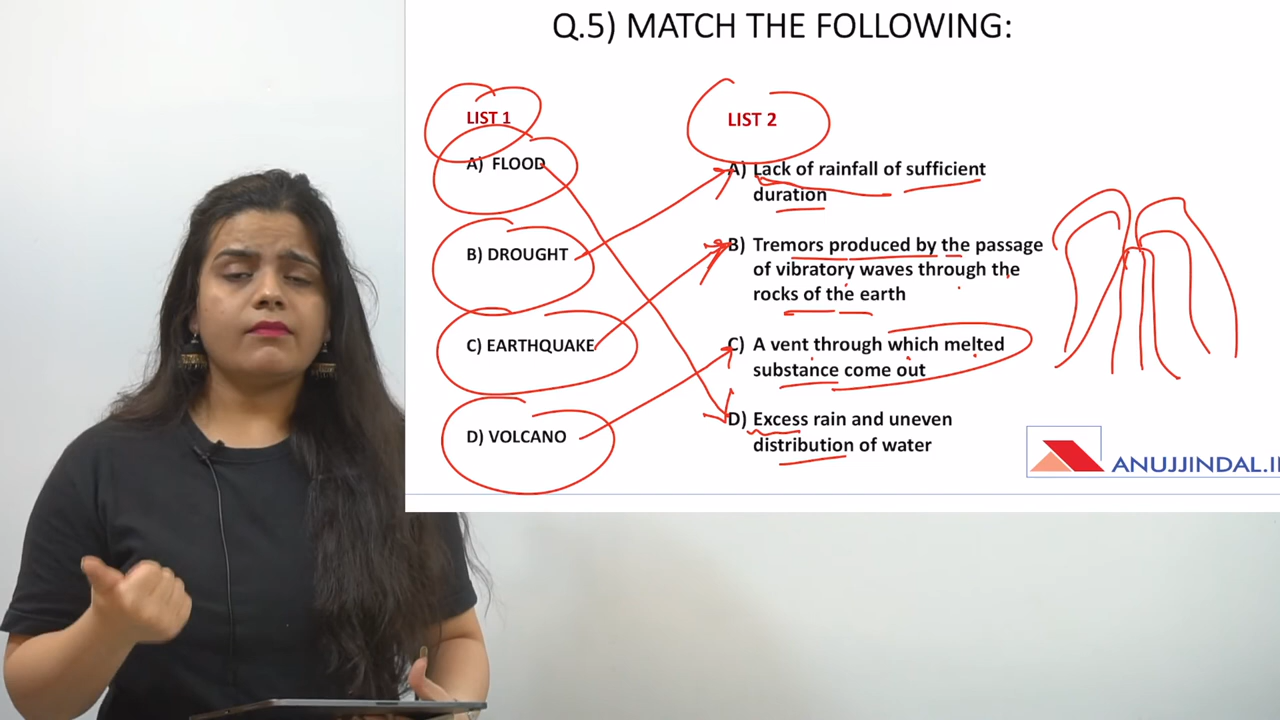 Q.5) MATCH THE FOLLOWING:
LIST 1
A) FLOOD
B) DROUGHT
C) EARTHQUAKE
D) VOLCANO
LIST 2
A) Lack of rainfall of sufficient
duration
B) Tremors produced by the passage
of vibratory waves through the
rocks of the earth
C) A vent through which melted
substance come out
D) Excess rain and uneven
distribution of water
ANUJJINDAL.I